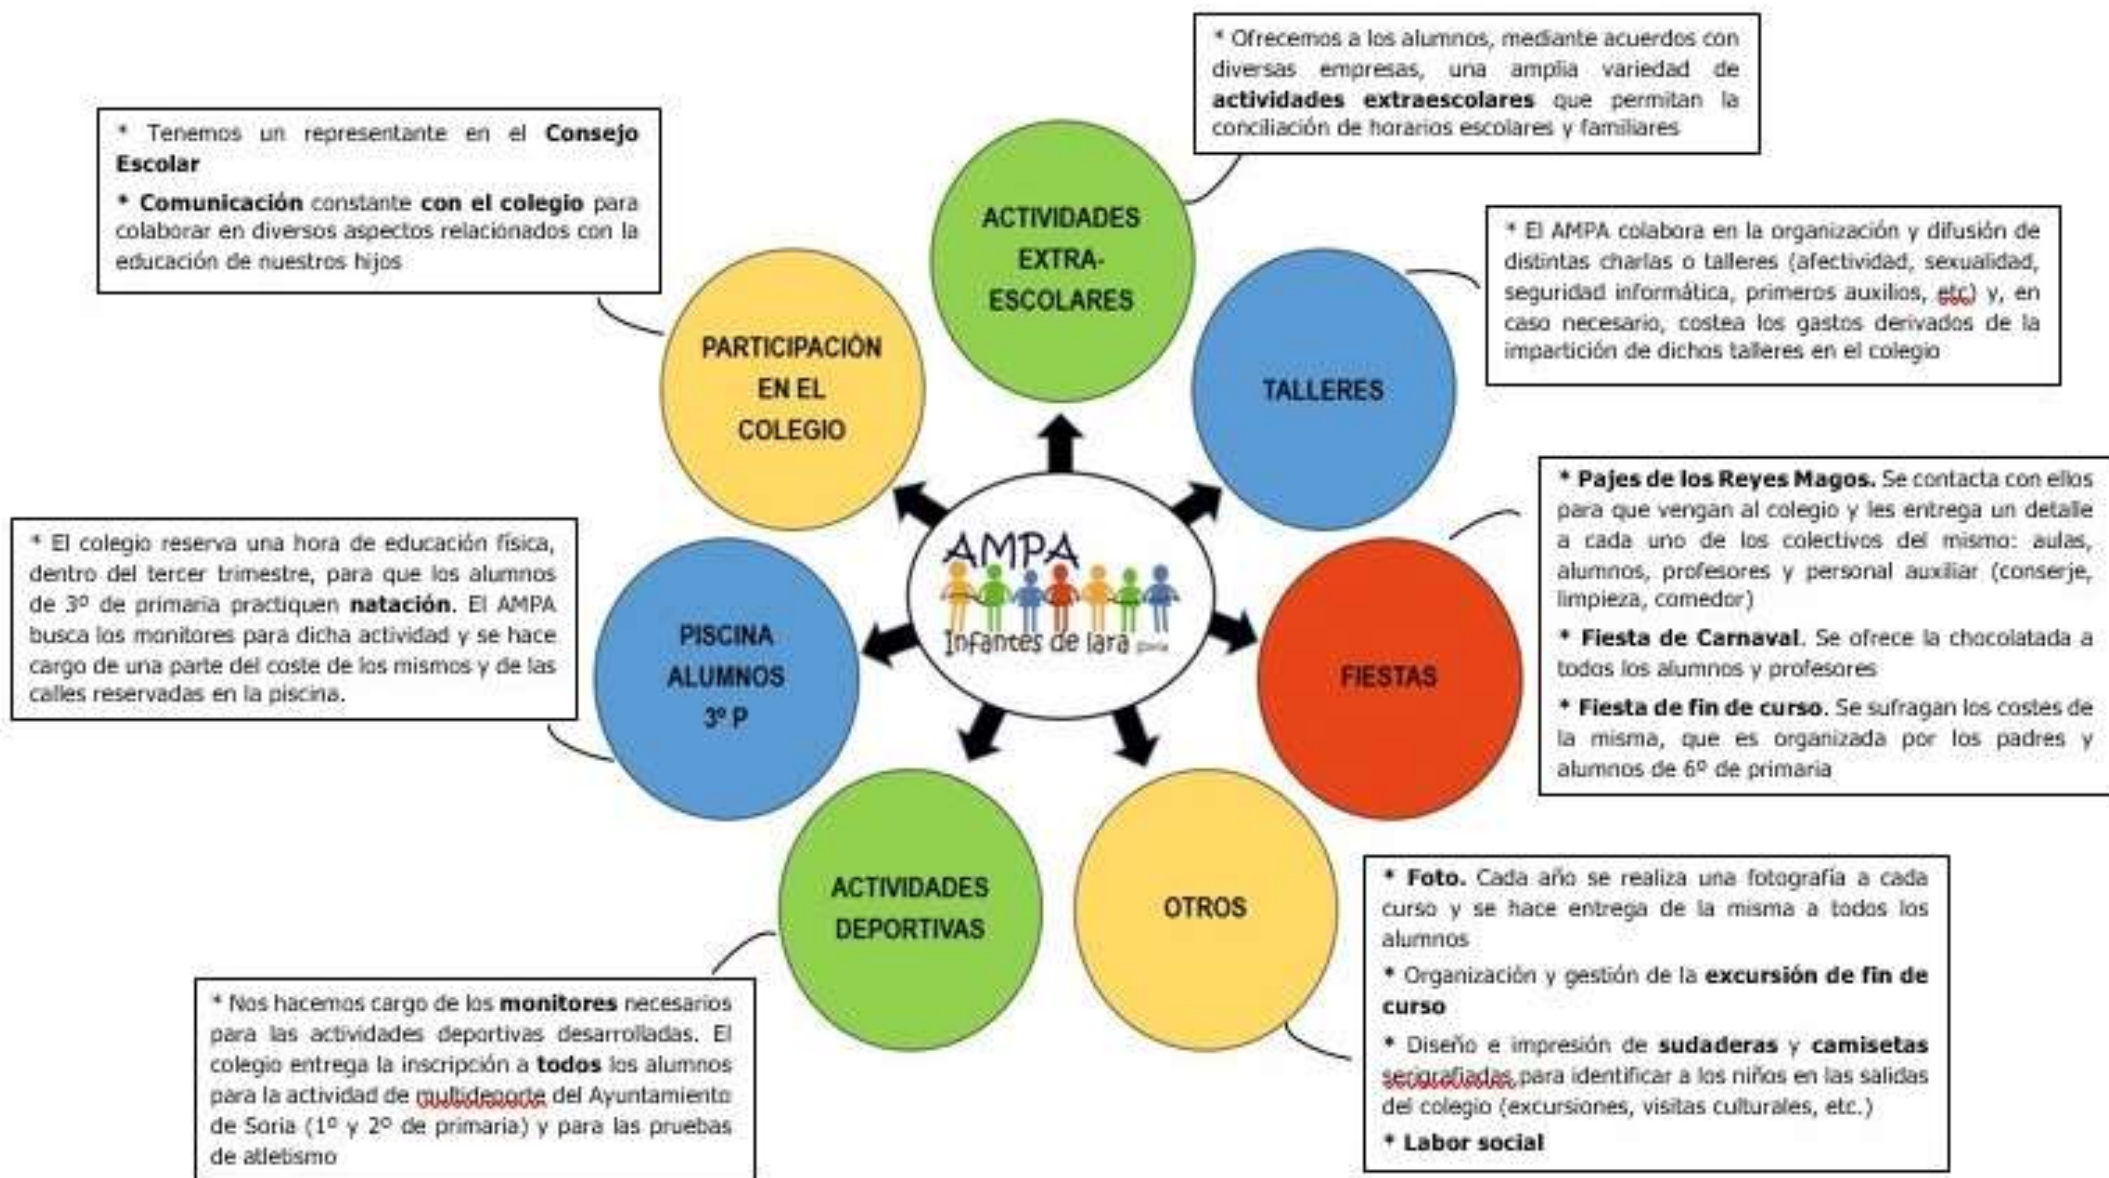 * Ofrecemos a los alumnos, mediante acuerdos con
diversas empresas, una amplia variedad de
actividades extraescolares que permitan la
conciliación de horarios escolares y familiares
* Tenemos un representante en el Consejo
Escolar
* Comunicación constante con el colegio para
colaborar en diversos aspectos relacionados con la
educación de nuestros hijos
ACTIVIDADES
EXTRA-
ESCOLARES
* El AMPA colabora en la organización y difusión de
distintas charlas o talleres (afectividad, sexualidad,
seguridad informática, primeros auxilios, etc) y, en
caso necesario, costea los gastos derivados de la
impartición de dichos talleres en el colegio
PARTICIPACIÓN
EN EL
COLEGIO
TALLERES
* Pajes de los Reyes Magos. Se contacta con ellos
para que vengan al colegio y les entrega un detalle
a cada uno de los colectivos del mismo: aulas,
alumnos, profesores y personal auxiliar (conserje,
limpieza, comedor)
* Fiesta de Carnaval. Se ofrece la chocolatada a
todos los alumnos y profesores
* Fiesta de fin de curso. Se sufragan los costes de
la misma, que es organizada por los padres y
alumnos de 6º de primaria
* El colegio reserva una hora de educación física,
dentro del tercer trimestre, para que los alumnos
de 3º de primaria practiquen natación. El AMPA
busca los monitores para dicha actividad y se hace
cargo de una parte del coste de los mismos y de las
calles reservadas en la piscina.
AMPA
Infantes de lara
PISCINA
ALUMNOS
3º P
FIESTAS
ACTIVIDADES
DEPORTIVAS
OTROS
* Foto. Cada año se realiza una fotografía a cada
curso y se hace entrega de la misma a todos los
alumnos
* Organización y gestión de la excursión de fin de
curso
* Diseño e impresión de sudaderas y camisetas
serigrafiadas para identificar a los niños en las salidas
del colegio (excursiones, visitas culturales, etc.)
* Labor social
* Nos hacemos cargo de los monitores necesarios
para las actividades deportivas desarrolladas. El
colegio entrega la inscripción a todos los alumnos
para la actividad de multideporte del Ayuntamiento
de Soria (1º y 2º de primaria) y para las pruebas
de atletismo